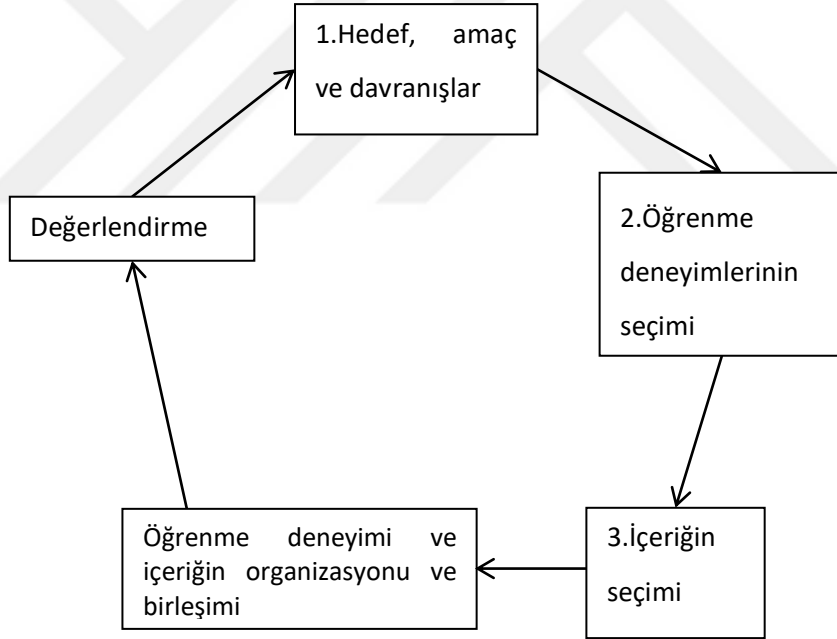 1.Hedef, amaç
ve davranışlar
2.Öğrenme
deneyimlerinin
seçimi
3.İçeriğin
seçimi
Öğrenme deneyimi ve
içeriğin organizasyonu ve
birleşimi
Değerlendirme